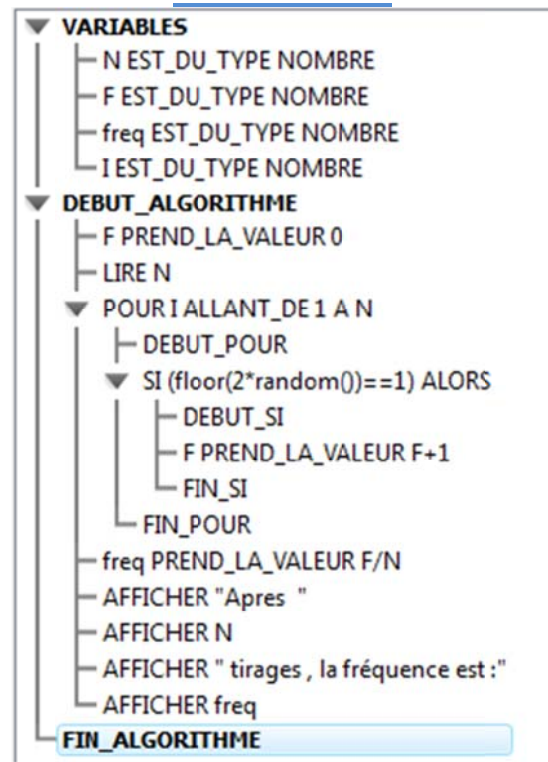 VARIABLES
N EST_DU_TYPE NOMBRE
F EST_DU_TYPE NOMBRE
freq EST_DU_TYPE NOMBRE
I EST_DU_TYPE NOMBRE
DEBUT_ALGORITHME
F PREND_LA_VALEUR 0
LIRE N
POUR I ALLANT_DE 1 A N
DEBUT_POUR
SI (floor(2*random())==1) ALORS
DEBUT_SI
F PREND_LA_VALEUR F+1
FIN_SI
FIN_POUR
freq PREND_LA_VALEUR F/N
AFFICHER "Apres "
AFFICHER N
AFFICHER " tirages , la fréquence est :"
AFFICHER freq
FIN_ALGORITHME